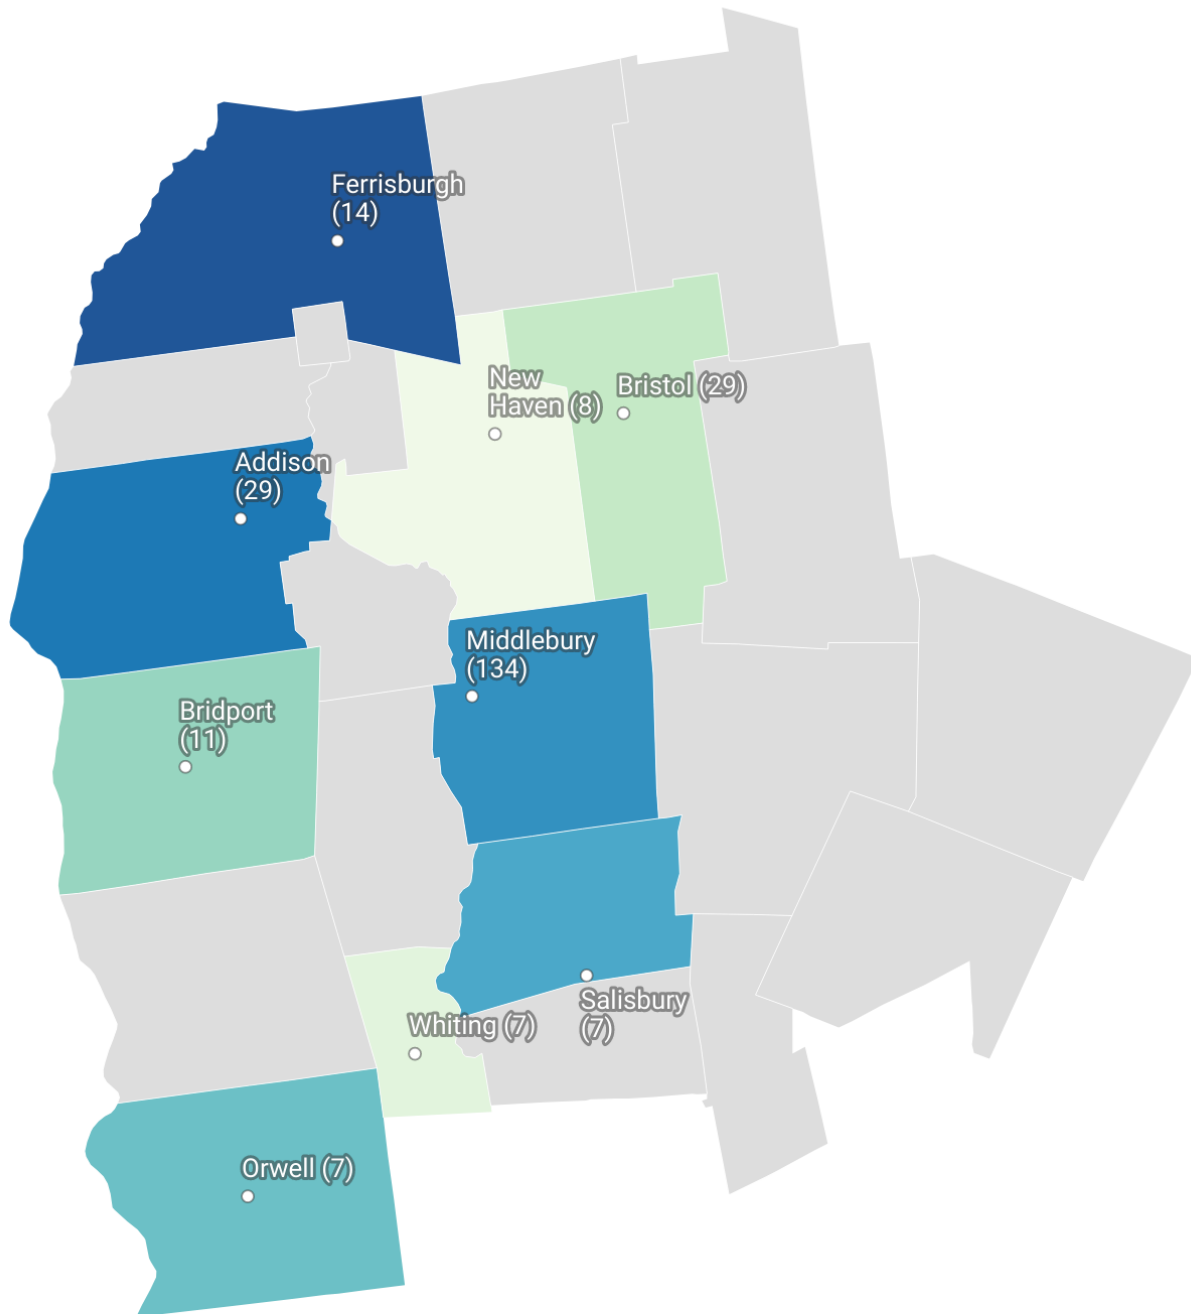 Ferrisburgh
(14)
New
Haven (8)
Bristol (29)
Addison
(29)
Middlebury
(134)
Bridport
(11)
Salisbury
(7)
Whiting (7)
Orwell (7)